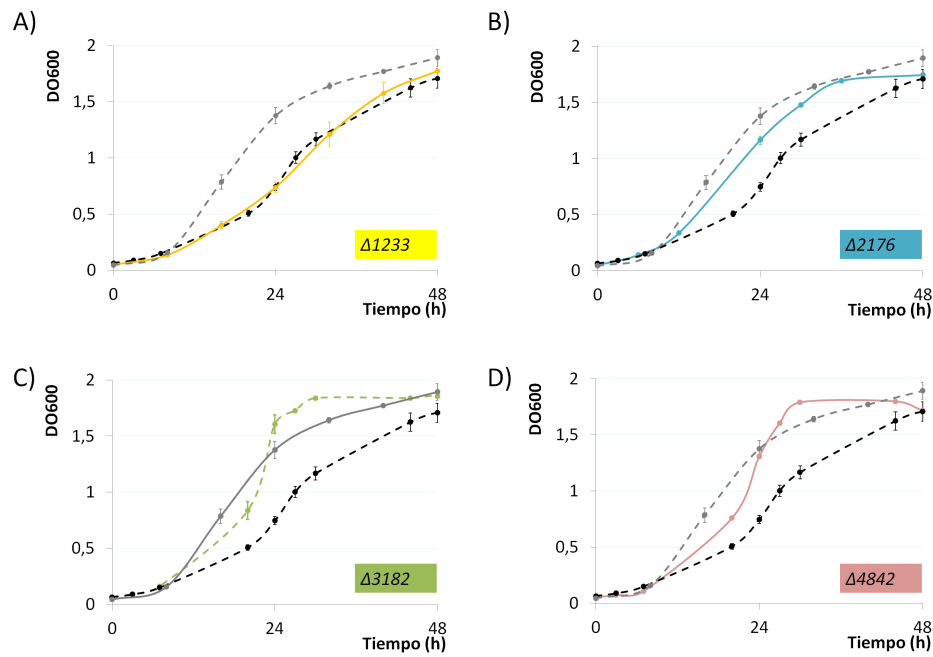 A)
DO600
2
1,5
1
0,5
0
0
24
48
Tiempo (h)
Δ1233
B)
DO600
2
1,5
1
0,5
0
0
24
48
Tiempo (h)
Δ2176
C)
DO600
2
1,5
1
0,5
0
0
24
48
Tiempo (h)
Δ3182
D)
DO600
2
1,5
1
0,5
0
0
24
48
Tiempo (h)
Δ4842